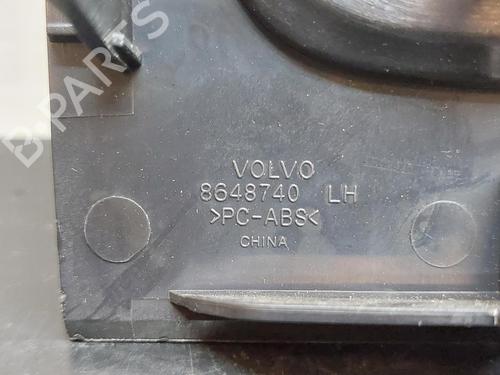 B-PARTS
VOLVO
8648740 LH
>PC-ABS<
CHINA